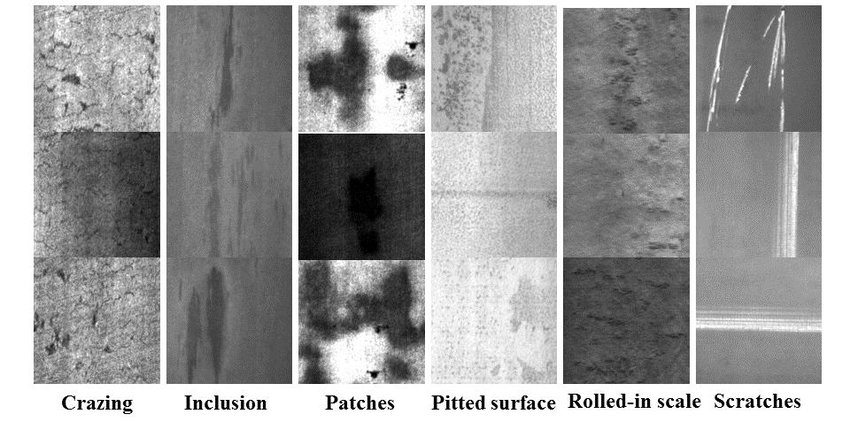 Crazing Inclusion Patches Pitted surface Rolled-in scale Scratches